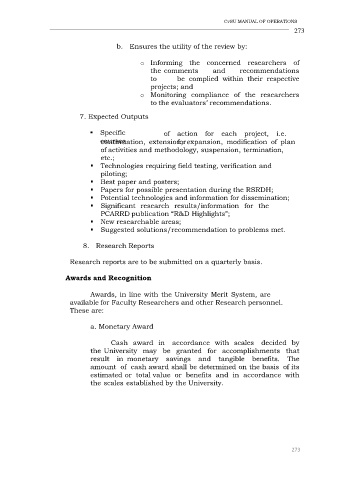 CvSU MANUAL OF OPERATIONS
273
b. Ensures the utility of the review by:
o Informing the concerned researchers of
the comments and recommendations
to be complied within their respective
projects; and
o Monitoring compliance of the researchers
to the evaluators' recommendations.
7. Expected Outputs
▪ Specific of action for each project, i.e.
continuation, extension, expansion, modification of plan
of activities and methodology, suspension, termination,
etc.;
▪ Technologies requiring field testing, verification and
piloting;
▪ Best paper and posters;
▪ Papers for possible presentation during the RSRDH;
▪ Potential technologies and information for dissemination;
▪ Significant research results/information for the
PCARRD publication "R&D Highlights";
▪ New researchable areas;
▪ Suggested solutions/recommendation to problems met.
8. Research Reports
Research reports are to be submitted on a quarterly basis.
Awards and Recognition
Awards, in line with the University Merit System, are
available for Faculty Researchers and other Research personnel.
These are:
a. Monetary Award
Cash award in accordance with scales decided by
the University may be granted for accomplishments that
result in monetary savings and tangible benefits. The
amount of cash award shall be determined on the basis of its
estimated or total value or benefits and in accordance with
the scales established by the University.
273